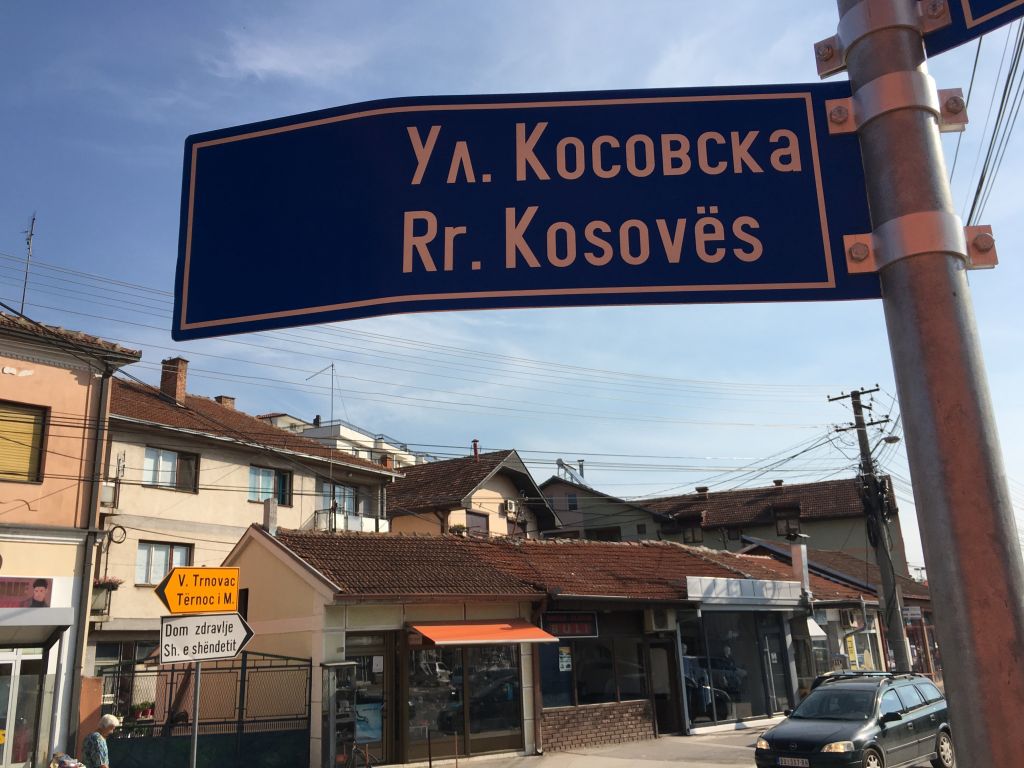 Ул. Косовска
Rr. Kosovës
V. Trnovac
Tërnoc i M.
Dom zdravlje
Sh. e shëndetit